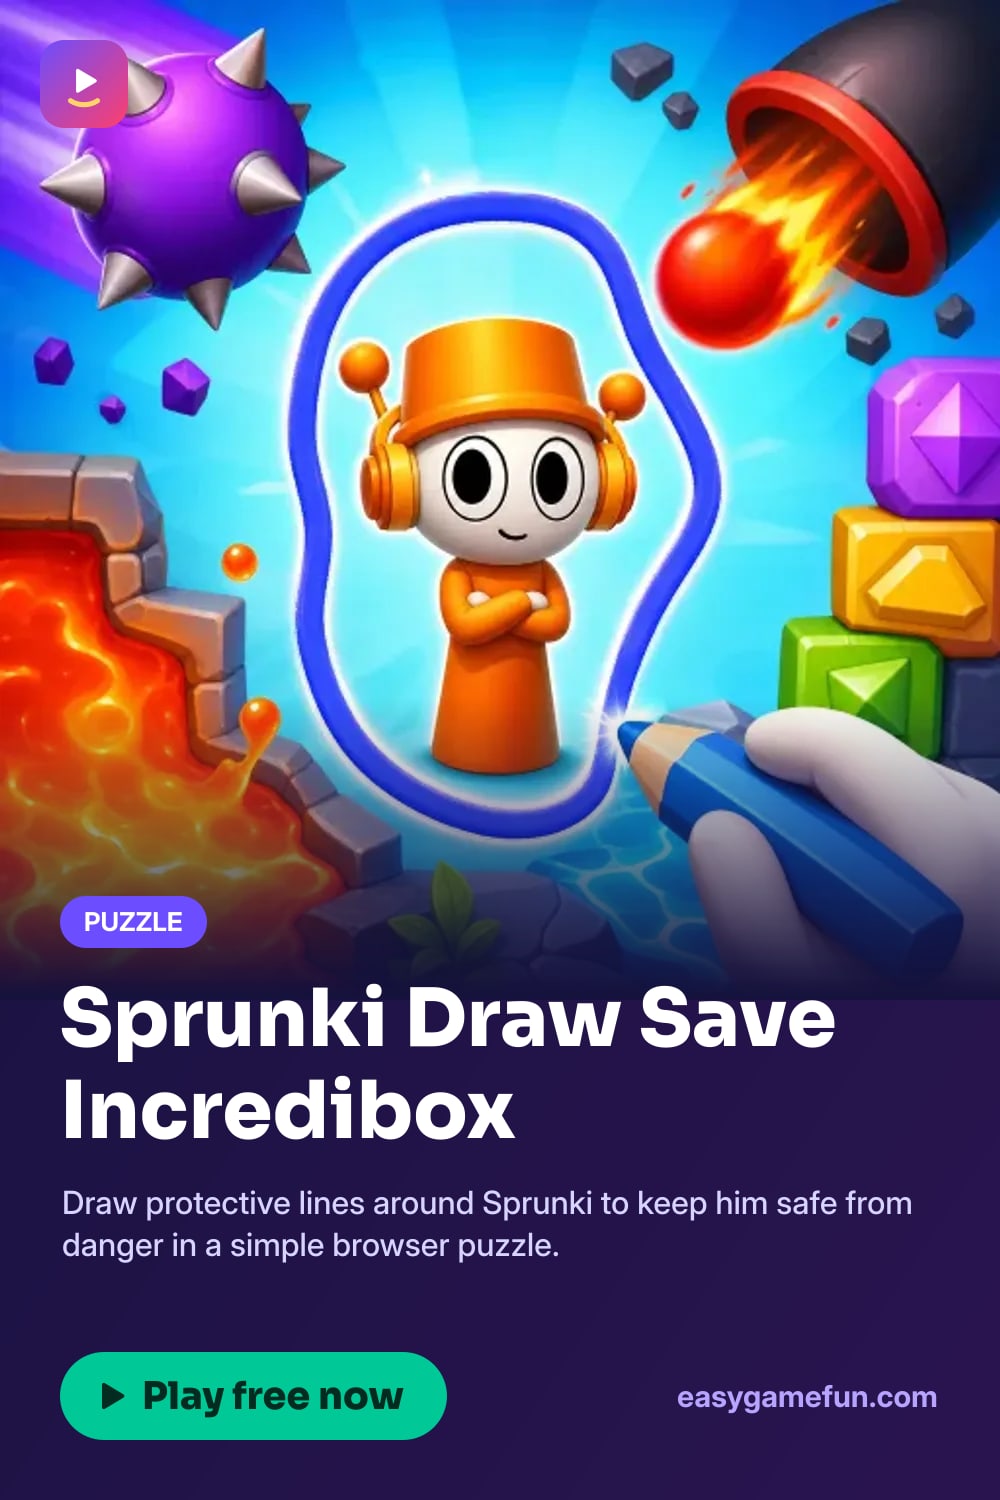 PUZZLE
Sprunki Draw Save
Incredibox
Draw protective lines around Sprunki to keep him safe from
danger in a simple browser puzzle.
Play free now
easygamefun.com